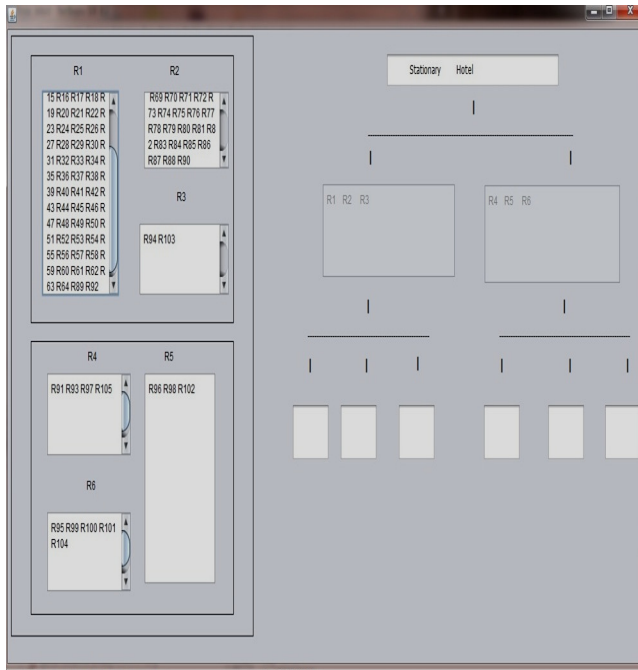 R1
R2
15 R16 R17 R18 R
19 R20 R21 R22 R
23 R24 R25 R26 R
27 R28 R29 R30 R
31 R32 R33 R34 R
35 R36 R37 R38 R
39 R40 R41 R42 R
43 R44 R45 R46 R
47 R48 R49 R50 R
51 R52 R53 R54 R
55 R56 R57 R58 R
59 R60 R61 R62 R
63 R64 R89 R92
R69 R70 R71 R72 R
73 R74 R75 R76 R77
R78 R79 R80 R81 R8
2 R83 R84 R85 R86
R87 R88 R90
R3
R94 R103
R4
R5
R91 R93 R97 R105
R96 R98 R102
R6
R95 R99 R100 R101
R104
Stationary Hotel
R1 R2 R3
R4 R5 R6